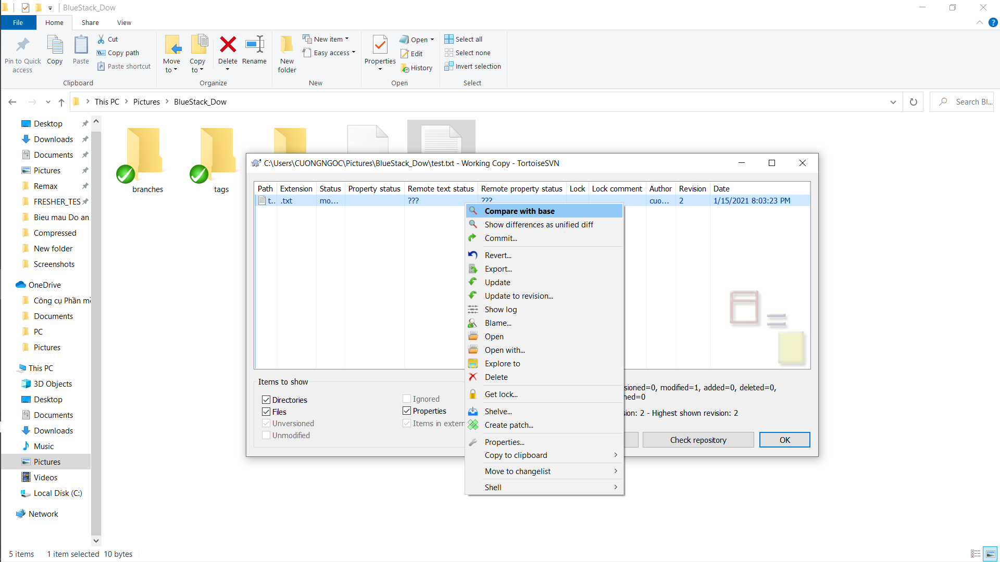 BlueStack_Dow
File Home Share View
Pin to Quick access
Copy
Paste
Cut
Copy path
Paste shortcut
Clipboard
Move to
Copy to
Delete
Rename
Organize
New folder
New item
Easy access
New
Properties
Open
Edit
History
Open
Select all
Select none
Invert selection
Select
This PC > Pictures > BlueStack_Dow
Search Bl...
Desktop
Downloads
Documents
Pictures
Remax
FRESHER_TES
Bieu mau Do an
Compressed
New folder
Screenshots
OneDrive
Công cụ Phần mề
Documents
PC
Pictures
This PC
3D Objects
Desktop
Documents
Downloads
Music
Pictures
Videos
Local Disk (C:)
Network
branches
tags
C:\Users\CUONGNGOC\Pictures\BlueStack_Dow\test.txt - Working Copy - TortoiseSVN
Path Extension Status Property status Remote text status Remote property status Lock Lock comment Author Revision Date
t.. .txt mo... ??? ??? cuo... 2 1/15/2021 8:03:23 PM
Compare with base
Show differences as unified diff
Commit...
Revert...
Export...
Update
Update to revision...
Show log
Blame...
Open
Open with...
Explore to
Delete
Get lock...
Shelve...
Create patch...
Properties...
Copy to clipboard
Move to changelist
Shell
Items to show
Directories
Files
Unversioned
Unmodified
Ignored
Properties
Items in extern
sioned=0, modified=1, added=0, deleted=0,
ned=0
sion: 2 - Highest shown revision: 2
Check repository
OK
5 items 1 item selected 10 bytes